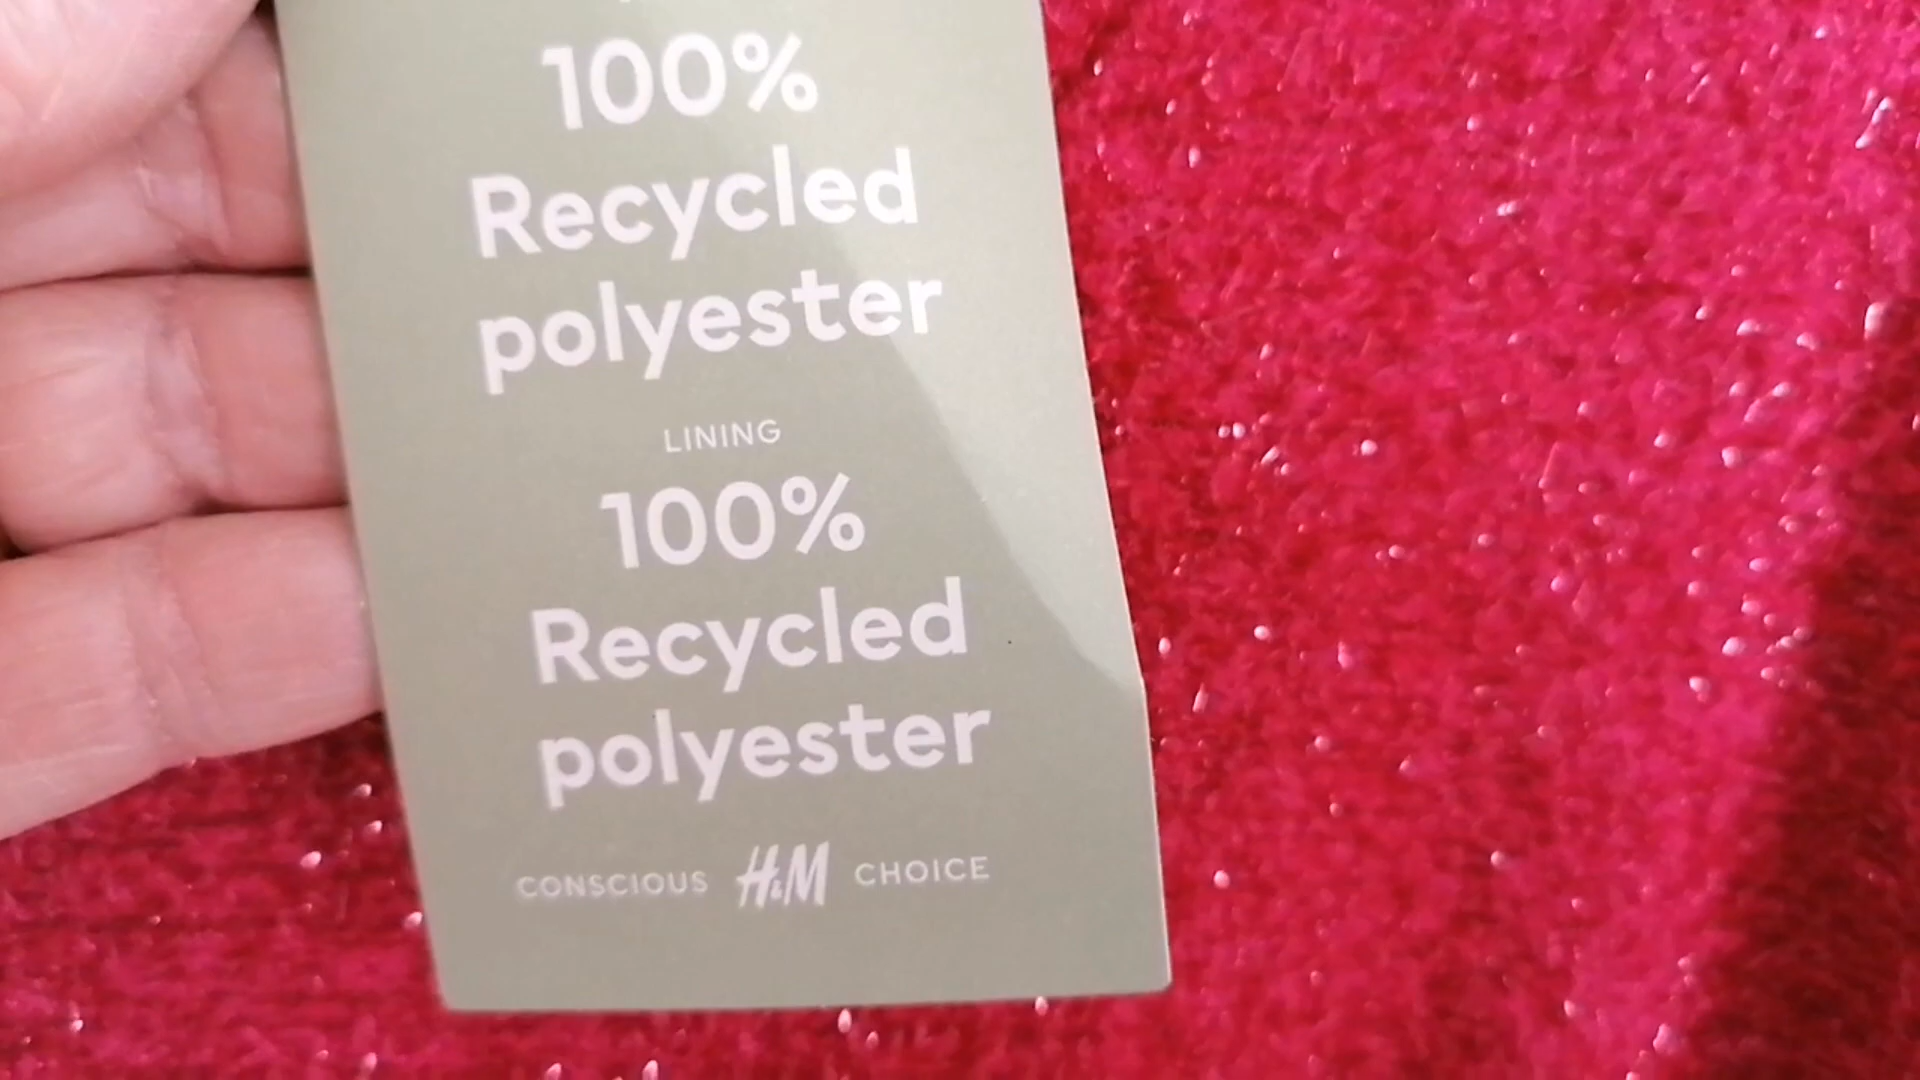 100%
Recycled
polyester
LINING
100%
Recycled
polyester
CONSCIOUS H&M CHOICE